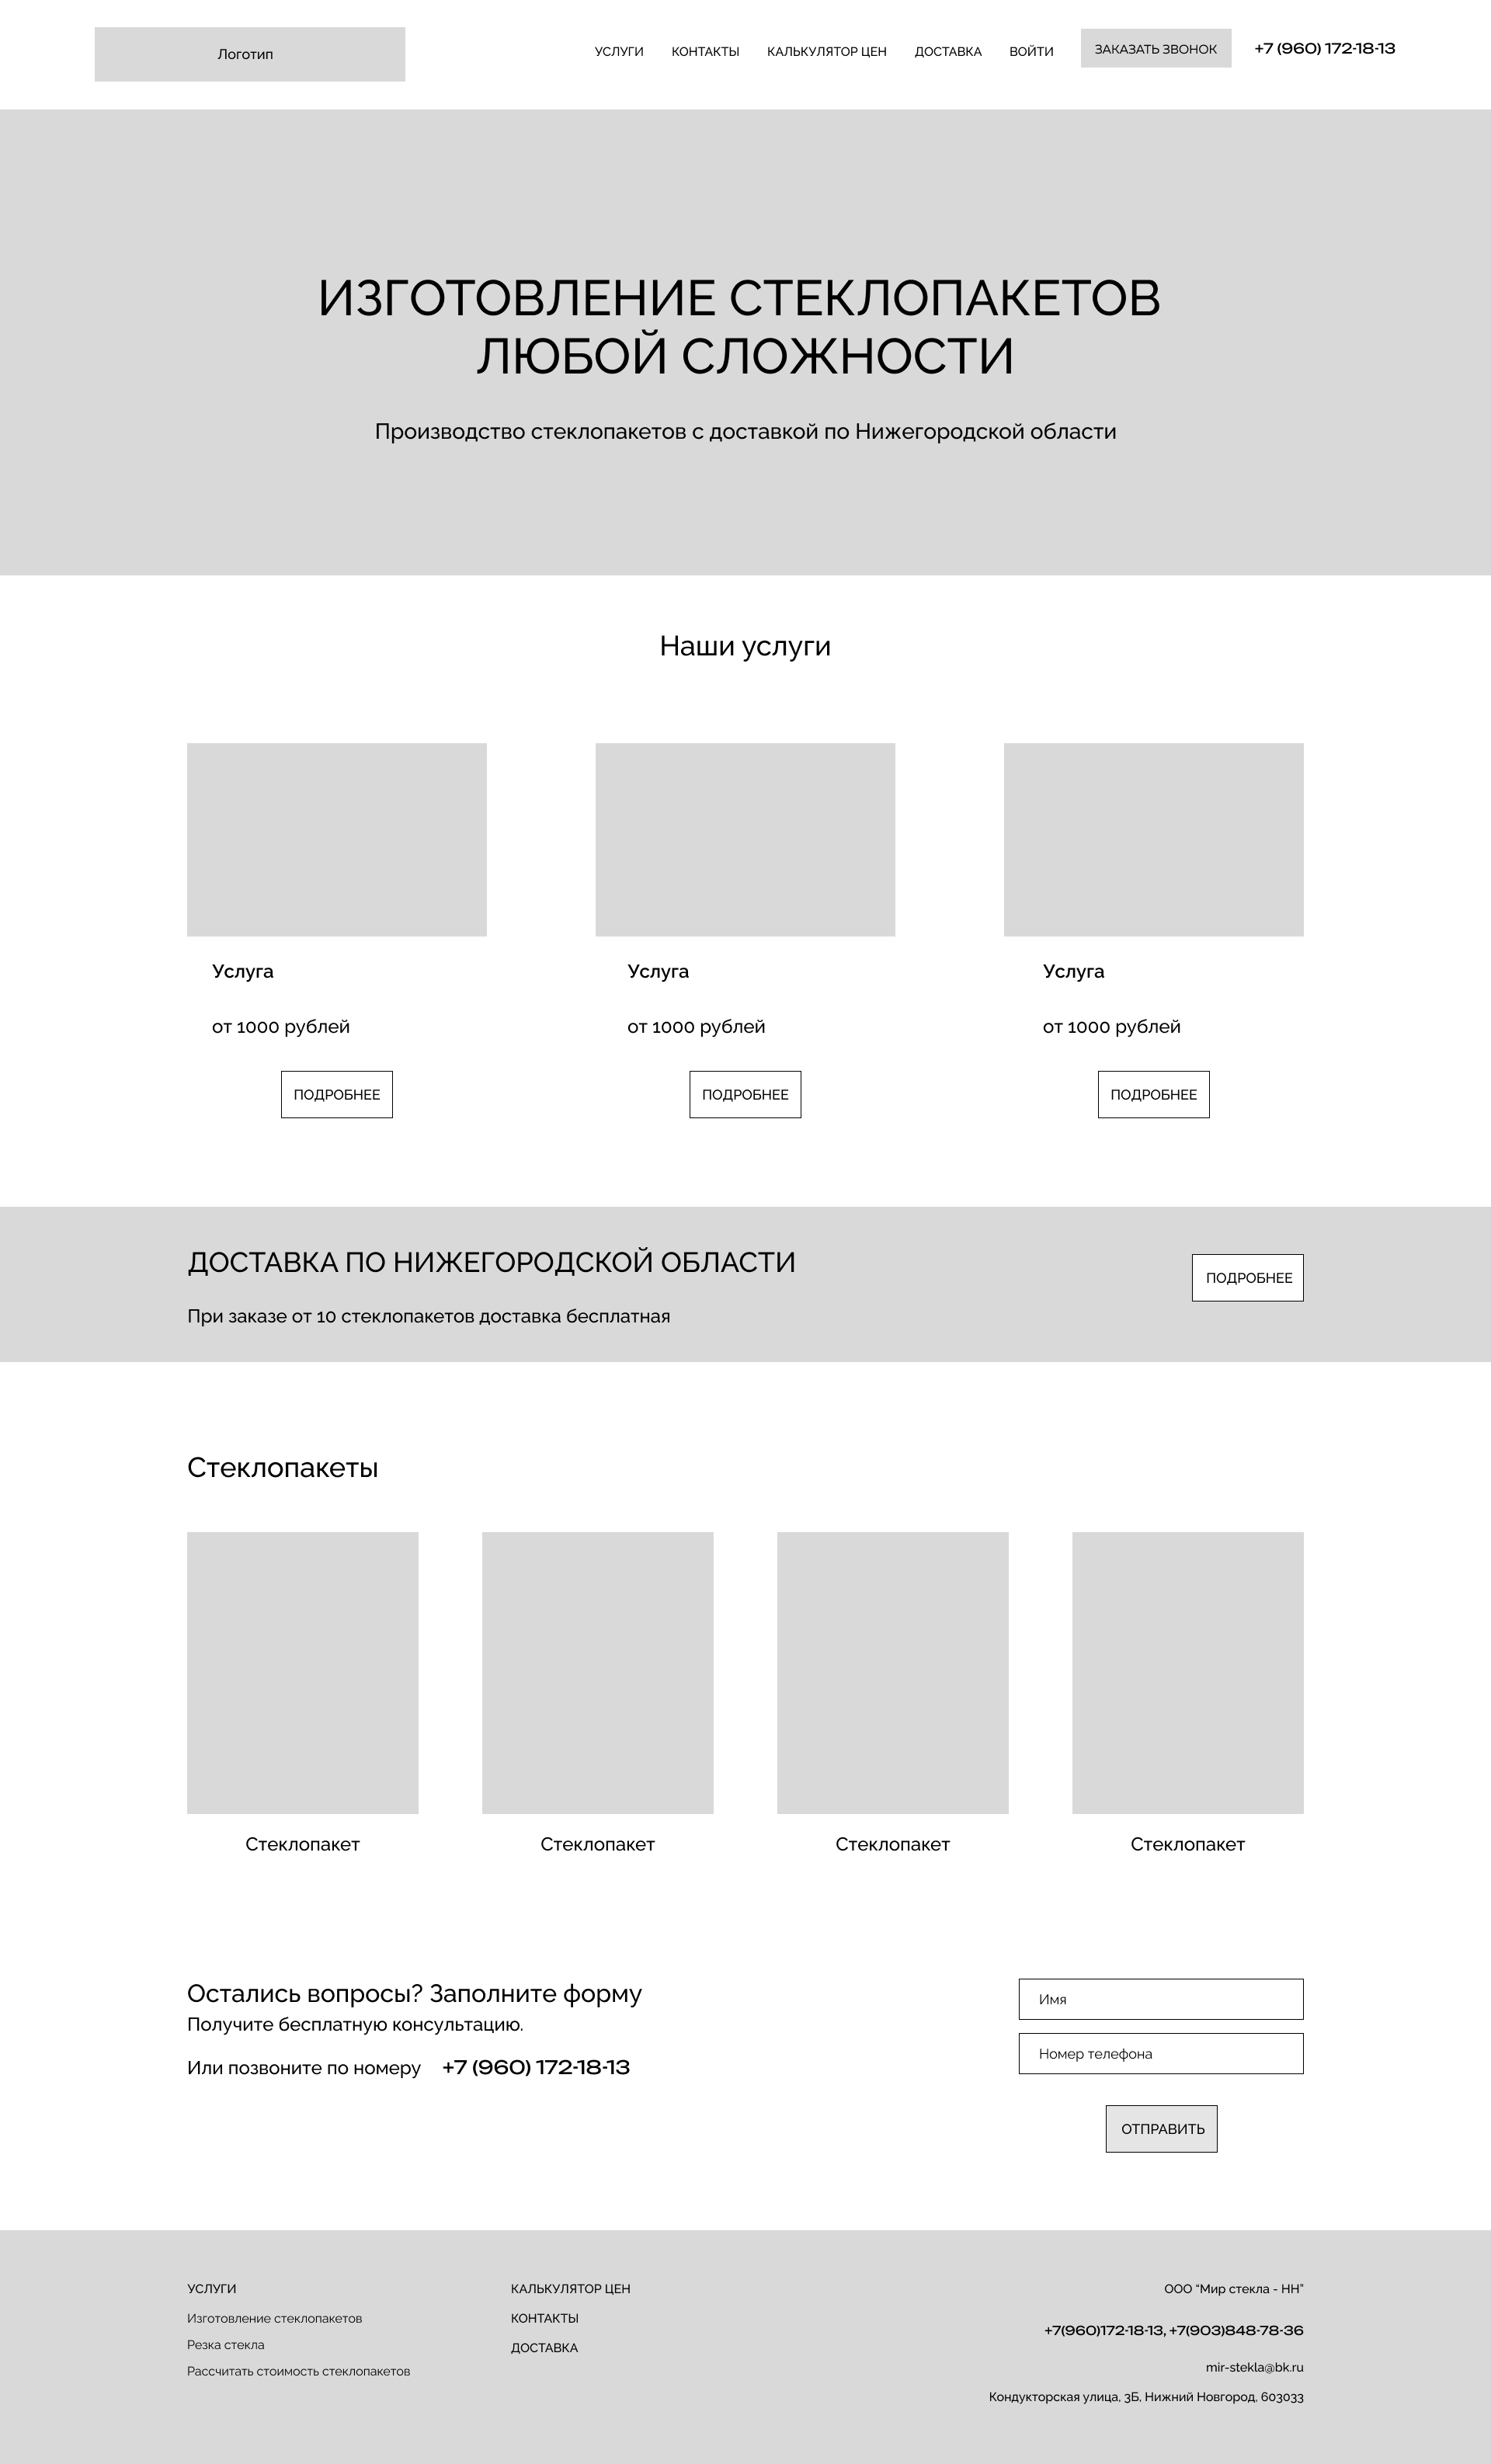 Логотип
УСЛУГИ
КОНТАКТЫ
КАЛЬКУЛЯТОР ЦЕН
ДОСТАВКА
ВОЙТИ
ЗАКАЗАТЬ ЗВОНОК
+7 (960) 172-18-13
ИЗГОТОВЛЕНИЕ СТЕКЛОПАКЕТОВ
ЛЮБОЙ СЛОЖНОСТИ
Производство стеклопакетов с доставкой по Нижегородской области
Наши услуги
Услуга
от 1000 рублей
ПОДРОБНЕЕ
Услуга
от 1000 рублей
ПОДРОБНЕЕ
Услуга
от 1000 рублей
ПОДРОБНЕЕ
ДОСТАВКА ПО НИЖЕГОРОДСКОЙ ОБЛАСТИ
При заказе от 10 стеклопакетов доставка бесплатная
ПОДРОБНЕЕ
Стеклопакеты
Стеклопакет
Стеклопакет
Стеклопакет
Стеклопакет
Остались вопросы? Заполните форму
Получите бесплатную консультацию.
Или позвоните по номеру +7 (960) 172-18-13
Имя
Номер телефона
ОТПРАВИТЬ
УСЛУГИ
Изготовление стеклопакетов
Резка стекла
Рассчитать стоимость стеклопакетов
КАЛЬКУЛЯТОР ЦЕН
КОНТАКТЫ
ДОСТАВКА
ООО “Мир стекла - НН”
+7(960)172-18-13, +7(903)848-78-36
mir-stekla@bk.ru
Кондукторская улица, 3Б, Нижний Новгород, 603033